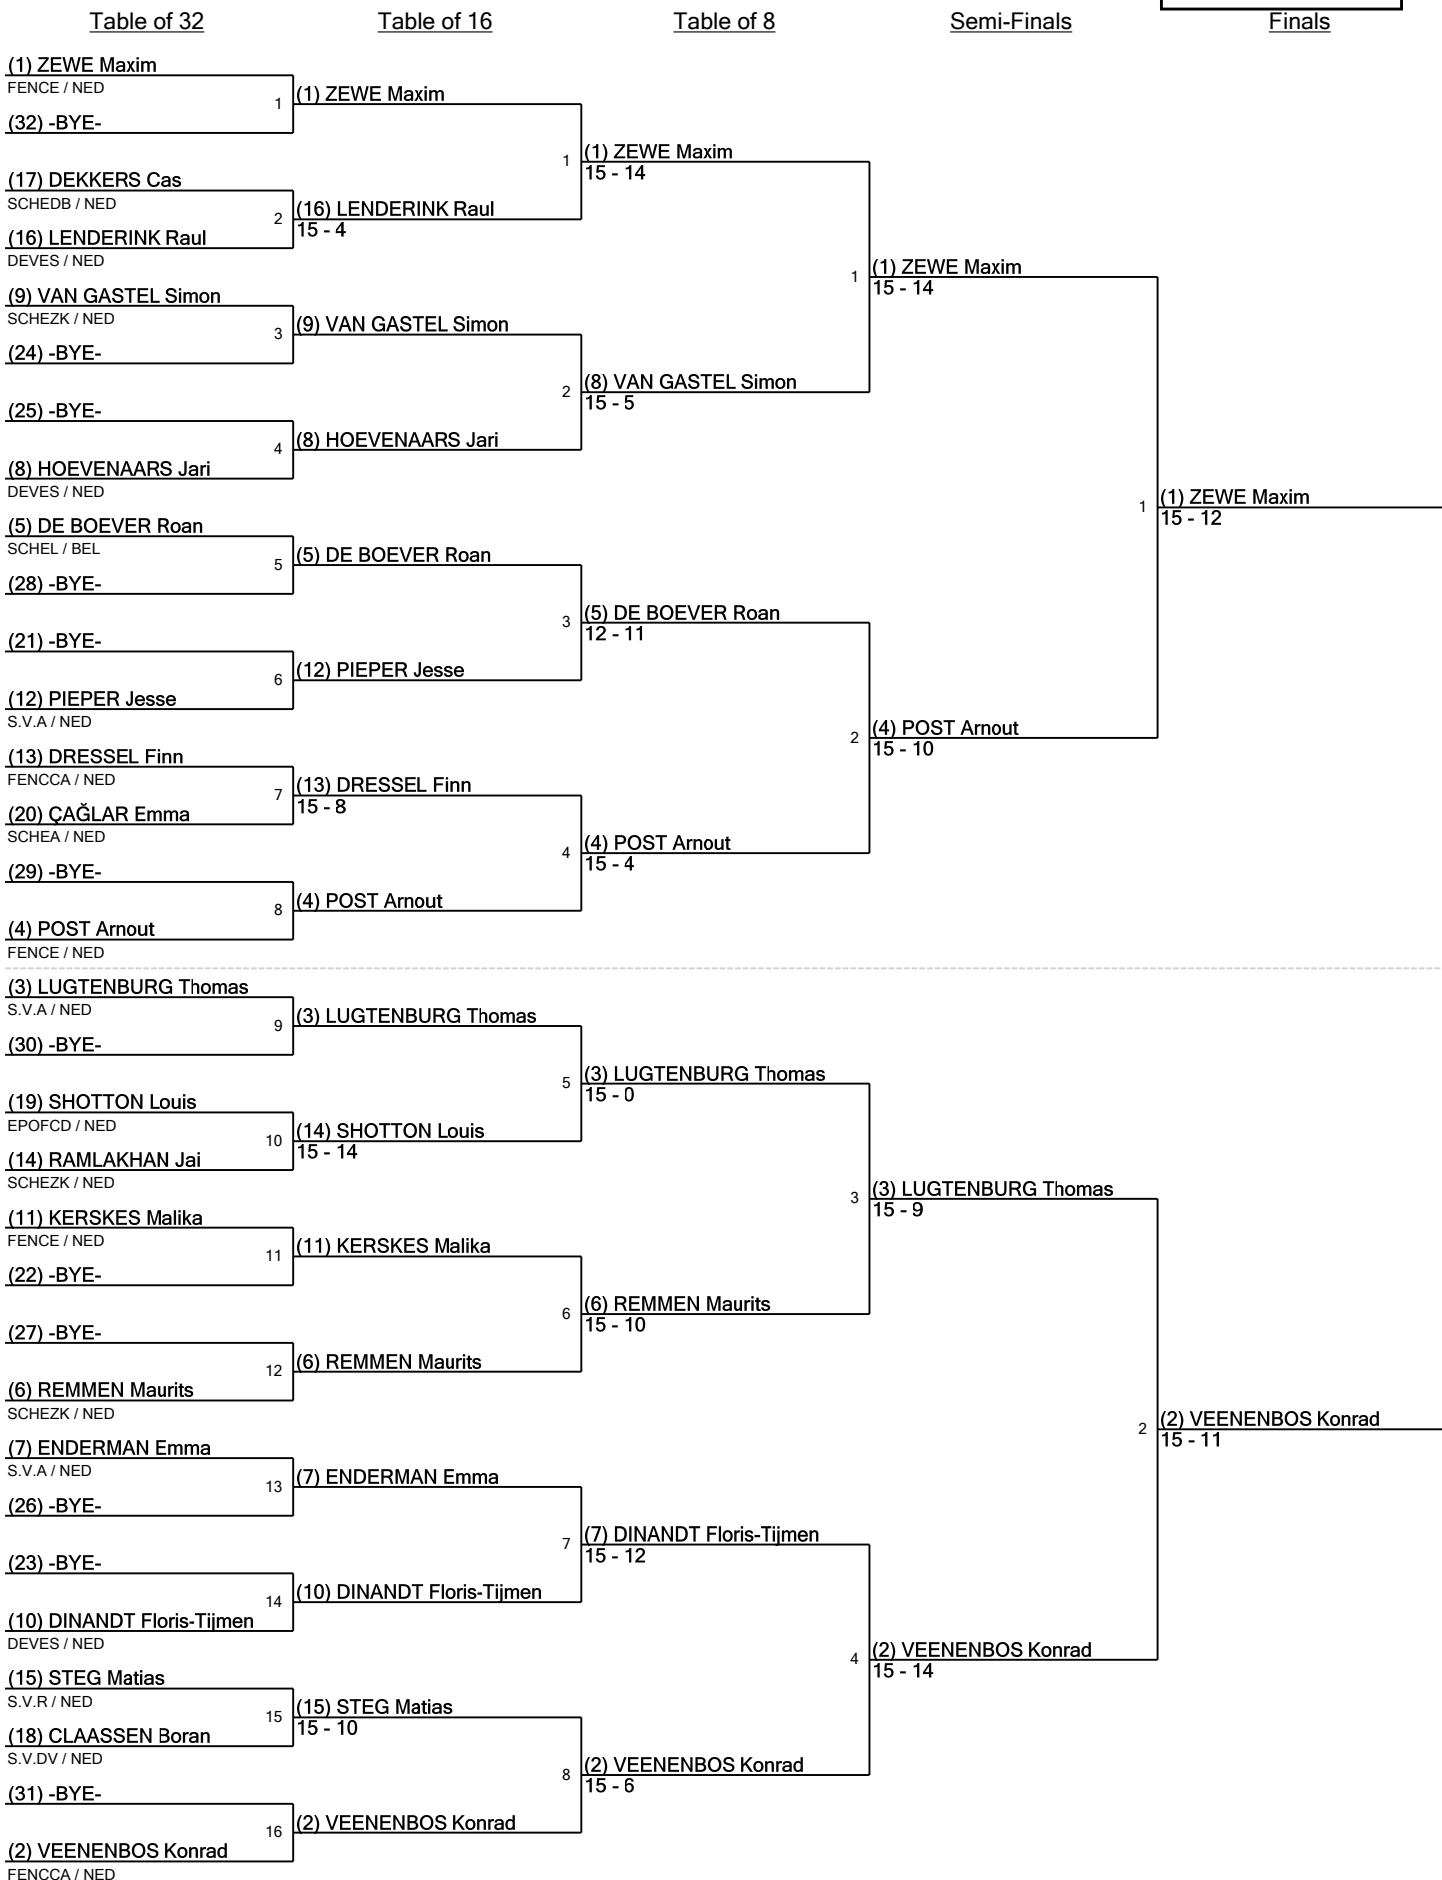 Table of 32
Table of 16
Table of 8
Semi-Finals
Finals
(1) ZEWE Maxim
FENCE / NED
1
(32) -BYE-
(17) DEKKERS Cas
SCHEDB / NED
2
(16) LENDERINK Raul
DEVES / NED
(9) VAN GASTEL Simon
SCHEZK / NED
3
(24) -BYE-
(25) -BYE-
4
(8) HOEVENAARS Jari
DEVES / NED
(5) DE BOEVER Roan
SCHEL / BEL
5
(28) -BYE-
(21) -BYE-
6
(12) PIEPER Jesse
S.V.A / NED
(13) DRESSEL Finn
FENCCA / NED
7
(20) ÇAĞLAR Emma
SCHEA / NED
(29) -BYE-
8
(4) POST Arnout
FENCE / NED
(3) LUGTENBURG Thomas
S.V.A / NED
9
(30) -BYE-
(19) SHOTTON Louis
EPOFCD / NED
10
(14) RAMLAKHAN Jai
SCHEZK / NED
(11) KERSKES Malika
FENCE / NED
11
(22) -BYE-
(27) -BYE-
12
(6) REMMEN Maurits
SCHEZK / NED
(7) ENDERMAN Emma
S.V.A / NED
13
(26) -BYE-
(23) -BYE-
14
(10) DINANDT Floris-Tijmen
DEVES / NED
(15) STEG Matias
S.V.R / NED
15
(18) CLAASSEN Boran
S.V.DV / NED
(31) -BYE-
16
(2) VEENENBOS Konrad
FENCCA / NED
(1) ZEWE Maxim
1
(16) LENDERINK Raul
15 - 4
(9) VAN GASTEL Simon
2
(8) HOEVENAARS Jari
(5) DE BOEVER Roan
3
(12) PIEPER Jesse
(13) DRESSEL Finn
15 - 8
4
(4) POST Arnout
(3) LUGTENBURG Thomas
5
(14) SHOTTON Louis
15 - 14
(11) KERSKES Malika
6
(6) REMMEN Maurits
(7) ENDERMAN Emma
7
(10) DINANDT Floris-Tijmen
(15) STEG Matias
15 - 10
8
(2) VEENENBOS Konrad
(1) ZEWE Maxim
15 - 14
1
(8) VAN GASTEL Simon
15 - 5
(5) DE BOEVER Roan
12 - 11
2
(4) POST Arnout
15 - 4
(3) LUGTENBURG Thomas
15 - 0
3
(6) REMMEN Maurits
15 - 10
(7) DINANDT Floris-Tijmen
15 - 12
4
(2) VEENENBOS Konrad
15 - 6
(1) ZEWE Maxim
15 - 14
1
(4) POST Arnout
15 - 10
(3) LUGTENBURG Thomas
15 - 9
2
(2) VEENENBOS Konrad
15 - 14
(1) ZEWE Maxim
15 - 12
(2) VEENENBOS Konrad
15 - 11